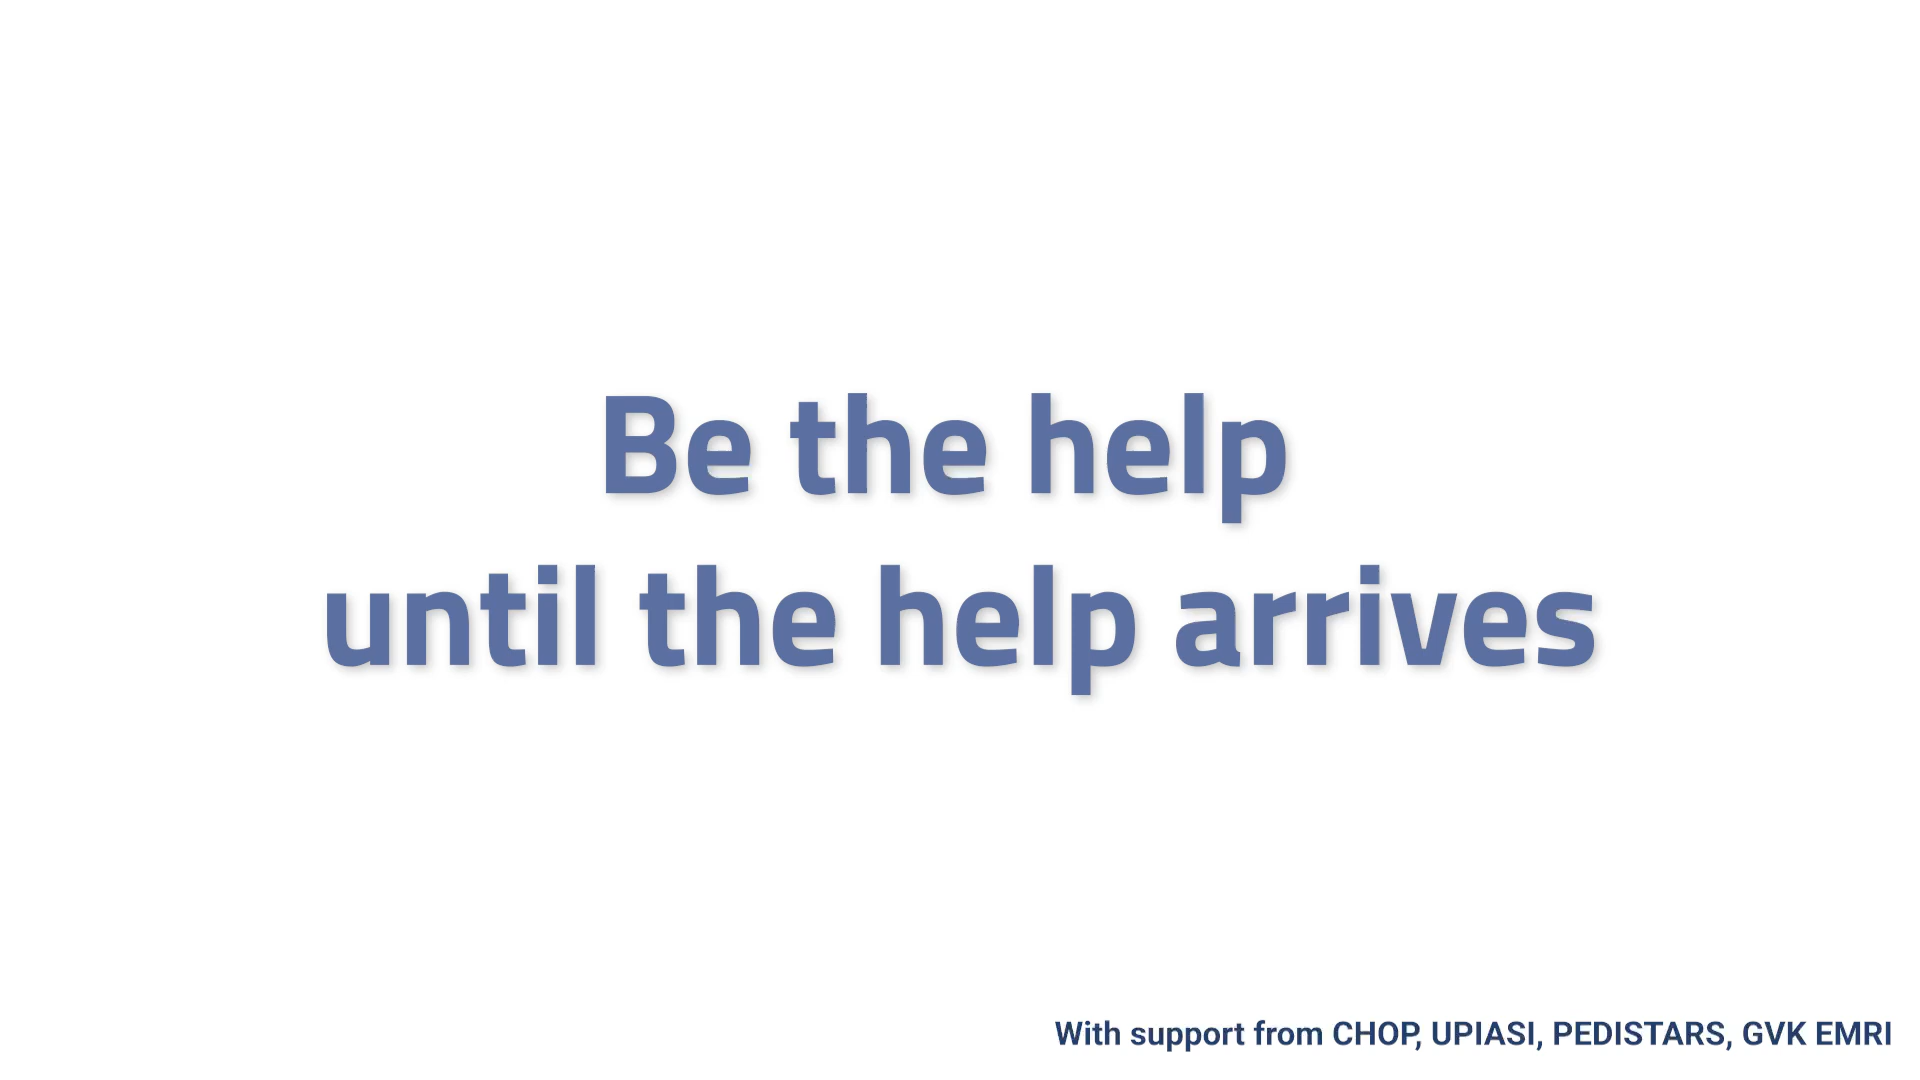 Be the help
until the help arrives
With support from CHOP, UPIASI, PEDISTARS, GVK EMRI